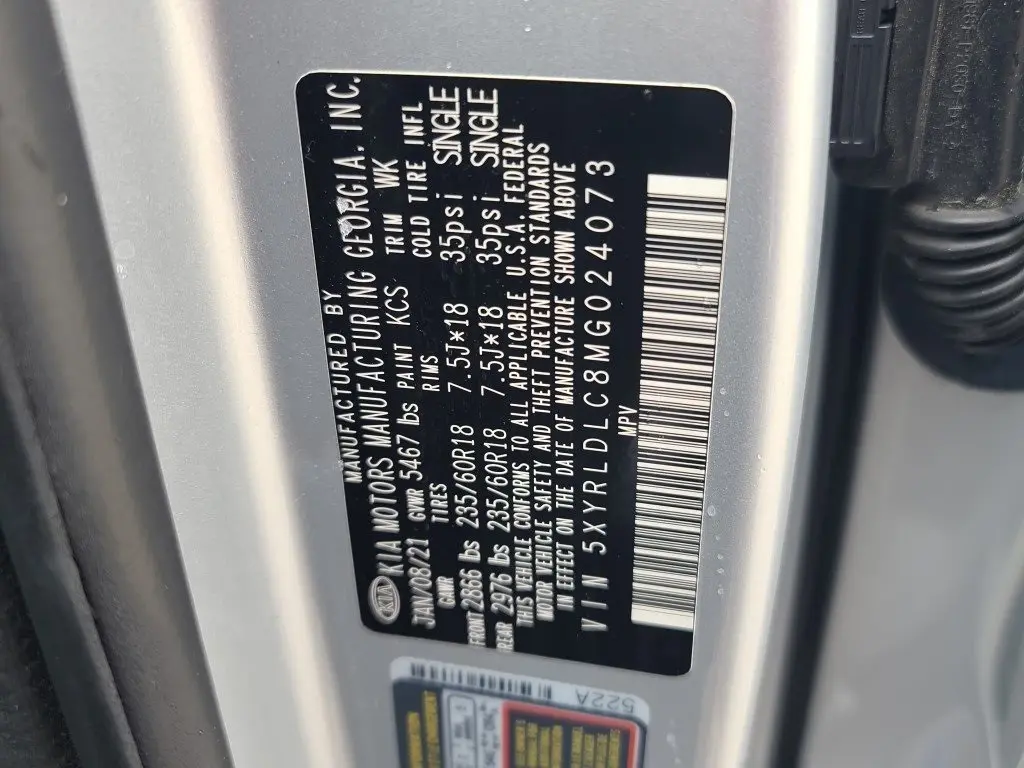 MANUFACTURED BY
KIA KIA MOTORS MANUFACTURING GEORGIA. INC.
JAN/08/21 GVWR 5467 lbs PAINT KCS TRIM WK
GAWR TIRES RIMS COLD TIRE INFL
FRONT 2866 lbs 235/60R18 7.5J*18 35psi SINGLE
REAR 2976 lbs 235/60R18 7.5J*18 35psi SINGLE
THIS VEHICLE CONFORMS TO ALL APPLICABLE U.S.A. FEDERAL
MOTOR VEHICLE SAFETY AND THEFT PREVENTION STANDARDS
IN EFFECT ON THE DATE OF MANUFACTURE SHOWN ABOVE
VIN 5XYRLDLC8MG024073
MPV
522A